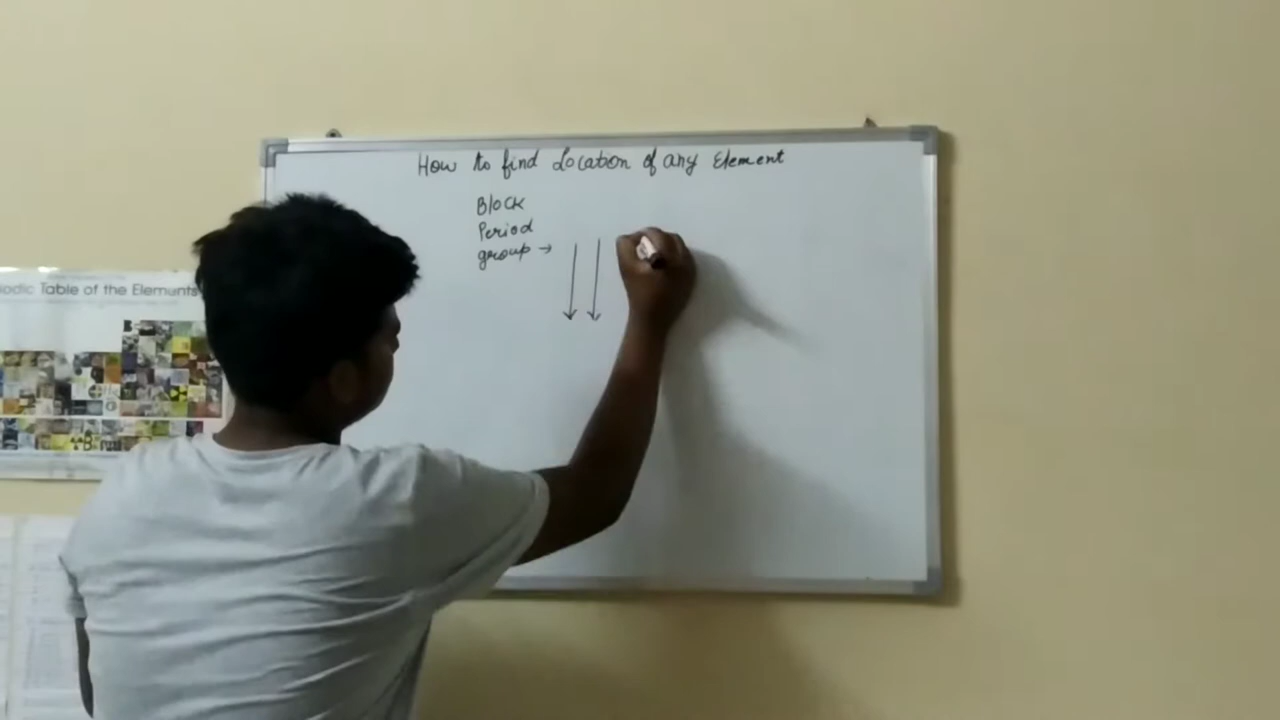 How to find Location of any Element
Block
Period
group →
odic Table of the Elements